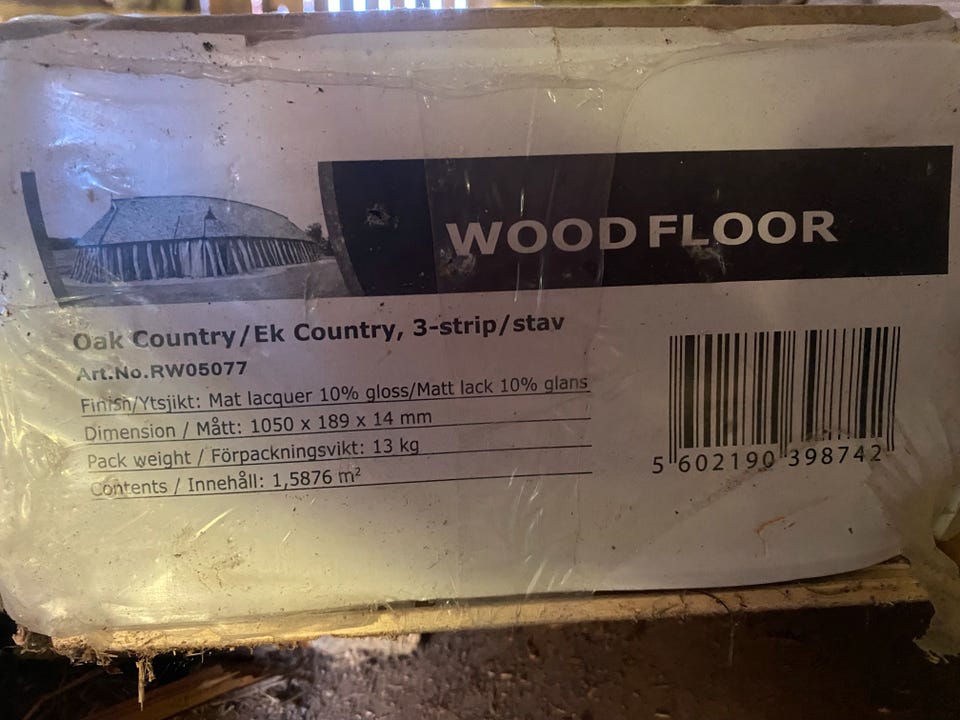 WOOD FLOOR
Oak Country/Ek Country, 3-strip/stav
Art.No.RW05077
Finish/Ytsjikt: Mat lacquer 10% gloss/Matt lack 10% glans
Dimension / Mått: 1050 x 189 x 14 mm
Pack weight / Förpackningsvikt: 13 kg
Contents / Innehåll: 1,5876 m²
5 602190 398742